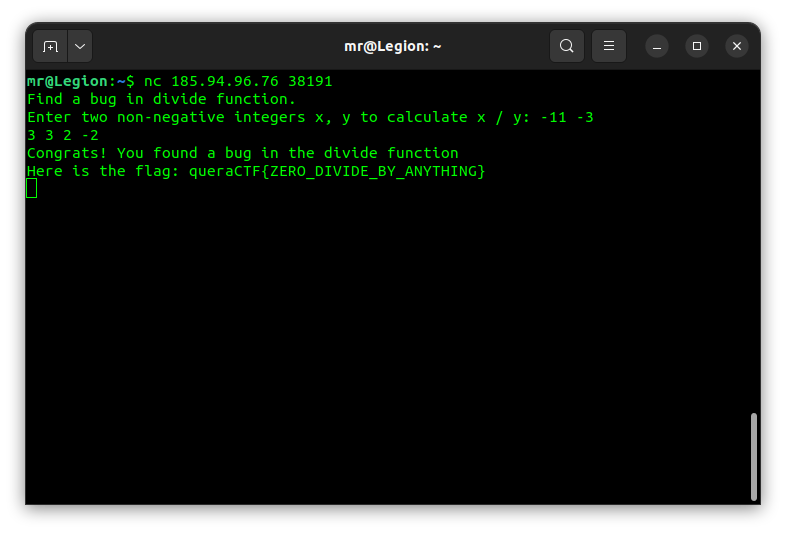 mr@Legion: ~
mr@Legion:~$ nc 185.94.96.76 38191
Find a bug in divide function.
Enter two non-negative integers x, y to calculate x / y: -11 -3
3 3 2 -2
Congrats! You found a bug in the divide function
Here is the flag: queraCTF{ZERO_DIVIDE_BY_ANYTHING}